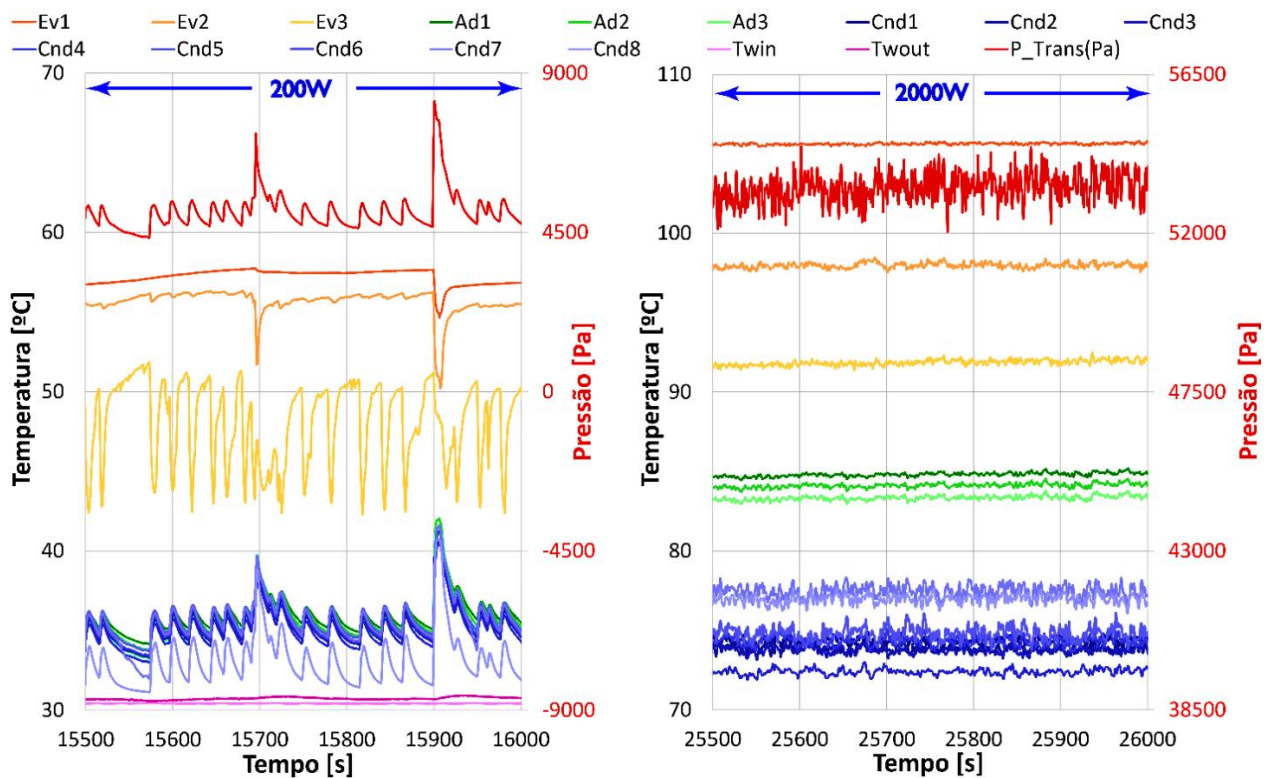 Ev1 Ev2 Ev3 Ad1 Ad2 Ad3 Cnd1 Cnd2 Cnd3
Cnd4 Cnd5 Cnd6 Cnd7 Cnd8 Twin Twout P_Trans(Pa)
70 9000 110 56500
200W 2000W
60 4500 100 52000
50 0 90 47500
40 -4500 80 43000
30 -9000 70 38500
Temperatura [ºC]
Pressão [Pa]
Temperatura [ºC]
Pressão [Pa]
15500 15600 15700 15800 15900 16000 25500 25600 25700 25800 25900 26000
Tempo [s] Tempo [s]